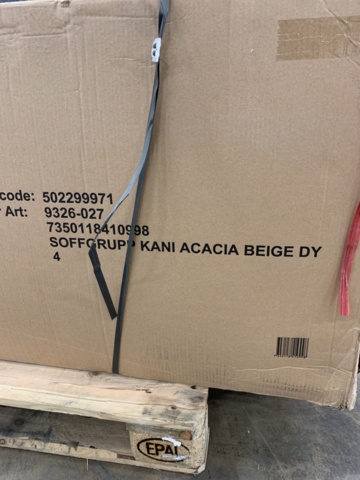 code: 502299971
Art: 9326-027
7350118410998
SOFFGRUPP KANI ACACIA BEIGE DY
4
EPAL